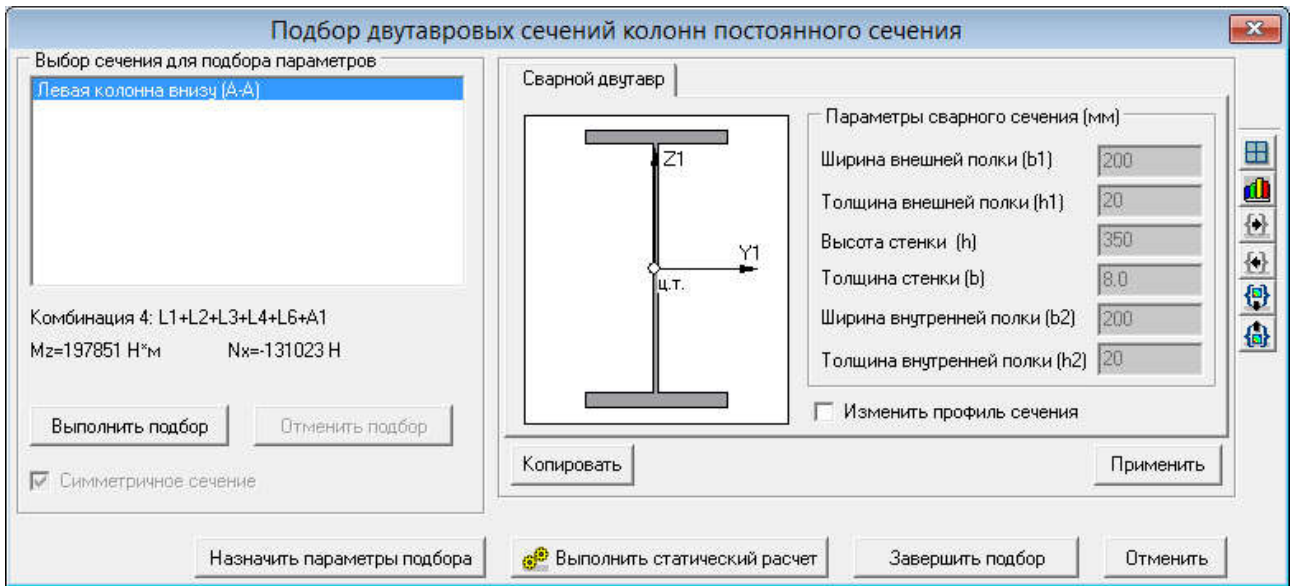 Подбор двутавровых сечений колонн постоянного сечения
Выбор сечения для подбора параметров
Левая колонна внизу (А-А)
Комбинация 4: L1+L2+L3+L4+L6+A1
Mz=197851 Н*м Nx=-131023 Н
Выполнить подбор
Отменить подбор
Симметричное сечение
Сварной двутавр
Z1
Y1
ц.т.
Параметры сварного сечения (мм)
Ширина внешней полки (b1) 200
Толщина внешней полки (h1) 20
Высота стенки (h) 350
Толщина стенки (b) 8.0
Ширина внутренней полки (b2) 200
Толщина внутренней полки (h2) 20
Изменить профиль сечения
Копировать
Применить
Назначить параметры подбора
Выполнить статический расчет
Завершить подбор
Отменить